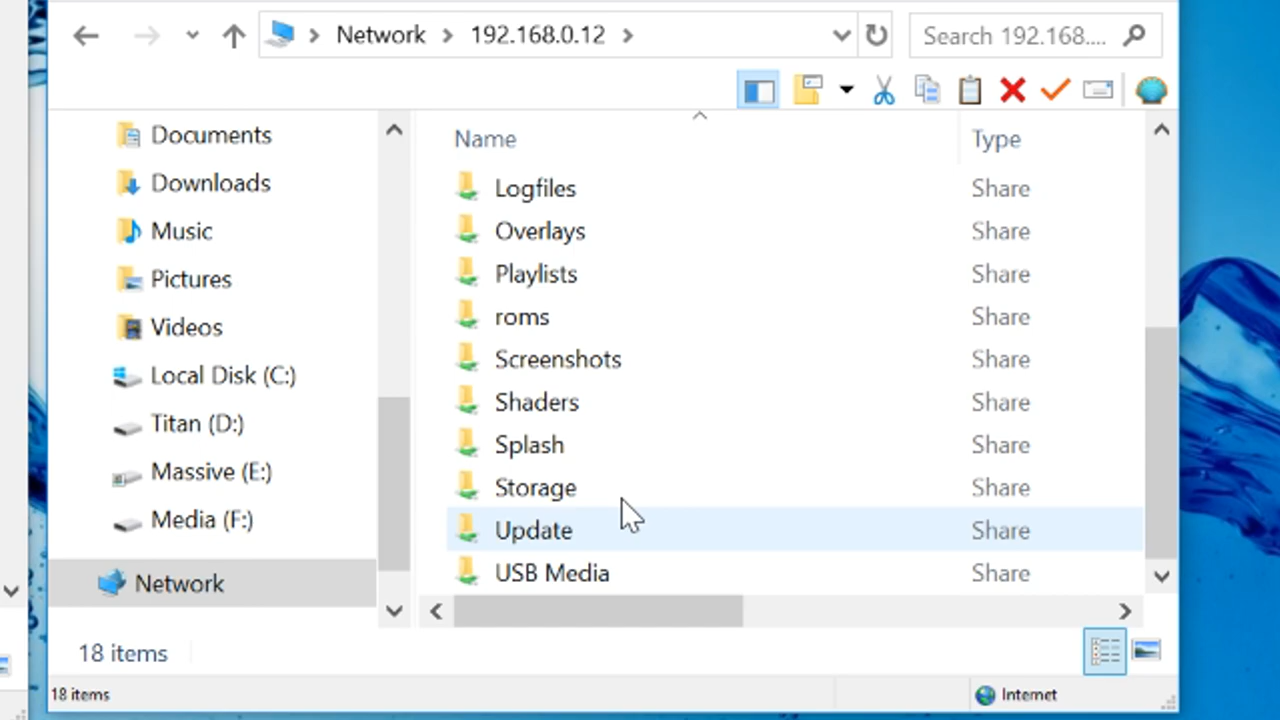 Network 192.168.0.12 Search 192.168....
Documents
Downloads
Music
Pictures
Videos
Local Disk (C:)
Titan (D:)
Massive (E:)
Media (F:)
Network
Name Type
Logfiles Share
Overlays Share
Playlists Share
roms Share
Screenshots Share
Shaders Share
Splash Share
Storage Share
Update Share
USB Media Share
18 items
18 items Internet